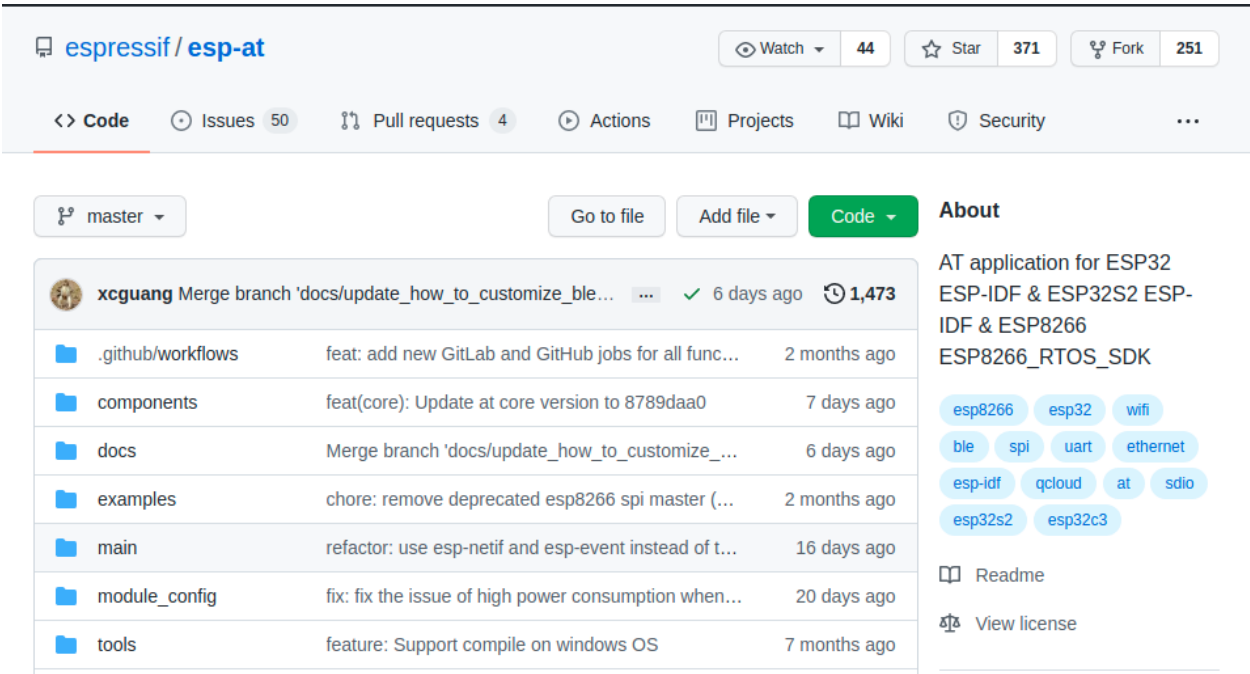 espressif / esp-at
Watch 44 Star 371 Fork 251
Code Issues 50 Pull requests 4 Actions Projects Wiki Security ...
master Go to file Add file Code
xcguang Merge branch 'docs/update_how_to_customize_ble… ... 6 days ago 1,473
.github/workflows feat: add new GitLab and GitHub jobs for all func… 2 months ago
components feat(core): Update at core version to 8789daa0 7 days ago
docs Merge branch 'docs/update_how_to_customize_… 6 days ago
examples chore: remove deprecated esp8266 spi master (… 2 months ago
main refactor: use esp-netif and esp-event instead of t… 16 days ago
module_config fix: fix the issue of high power consumption when… 20 days ago
tools feature: Support compile on windows OS 7 months ago
About
AT application for ESP32
ESP-IDF & ESP32S2 ESP-
IDF & ESP8266
ESP8266_RTOS_SDK
esp8266 esp32 wifi
ble spi uart ethernet
esp-idf qcloud at sdio
esp32s2 esp32c3
Readme
View license